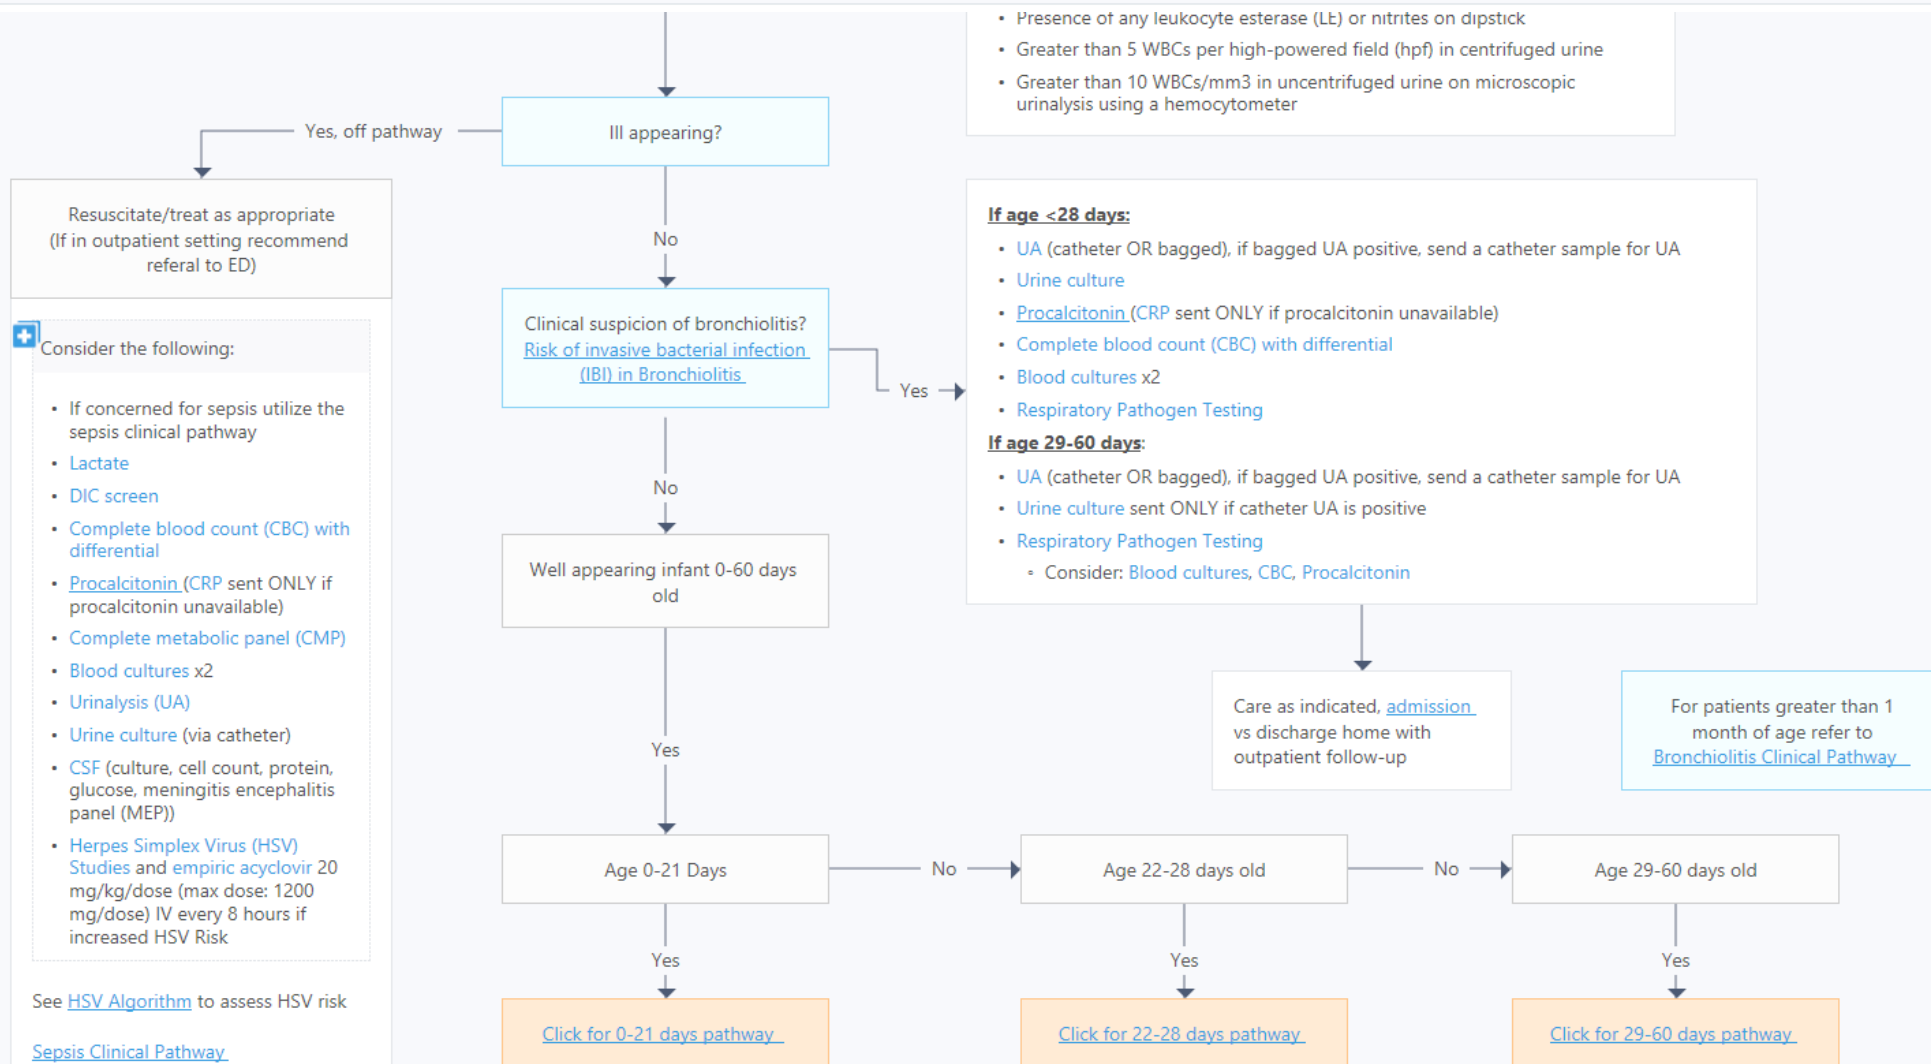 Presence of any leukocyte esterase (LE) or nitrites on dipstick
Greater than 5 WBCs per high-powered field (hpf) in centrifuged urine
Greater than 10 WBCs/mm3 in uncentrifuged urine on microscopic
urinalysis using a hemocytometer
Ill appearing?
Yes, off pathway
Resuscitate/treat as appropriate
(If in outpatient setting recommend
referal to ED)
Consider the following:
If concerned for sepsis utilize the
sepsis clinical pathway
Lactate
DIC screen
Complete blood count (CBC) with
differential
Procalcitonin (CRP sent ONLY if
procalcitonin unavailable)
Complete metabolic panel (CMP)
Blood cultures x2
Urinalysis (UA)
Urine culture (via catheter)
CSF (culture, cell count, protein,
glucose, meningitis encephalitis
panel (MEP))
Herpes Simplex Virus (HSV)
Studies and empiric acyclovir 20
mg/kg/dose (max dose: 1200
mg/dose) IV every 8 hours if
increased HSV Risk
See HSV Algorithm to assess HSV risk
Sepsis Clinical Pathway
No
Clinical suspicion of bronchiolitis?
Risk of invasive bacterial infection
(IBI) in Bronchiolitis
Yes
If age <28 days:
UA (catheter OR bagged), if bagged UA positive, send a catheter sample for UA
Urine culture
Procalcitonin (CRP sent ONLY if procalcitonin unavailable)
Complete blood count (CBC) with differential
Blood cultures x2
Respiratory Pathogen Testing
If age 29-60 days:
UA (catheter OR bagged), if bagged UA positive, send a catheter sample for UA
Urine culture sent ONLY if catheter UA is positive
Respiratory Pathogen Testing
Consider: Blood cultures, CBC, Procalcitonin
Care as indicated, admission
vs discharge home with
outpatient follow-up
For patients greater than 1
month of age refer to
Bronchiolitis Clinical Pathway
No
Well appearing infant 0-60 days
old
Yes
Age 0-21 Days
No
Age 22-28 days old
No
Age 29-60 days old
Yes
Yes
Yes
Click for 0-21 days pathway
Click for 22-28 days pathway
Click for 29-60 days pathway